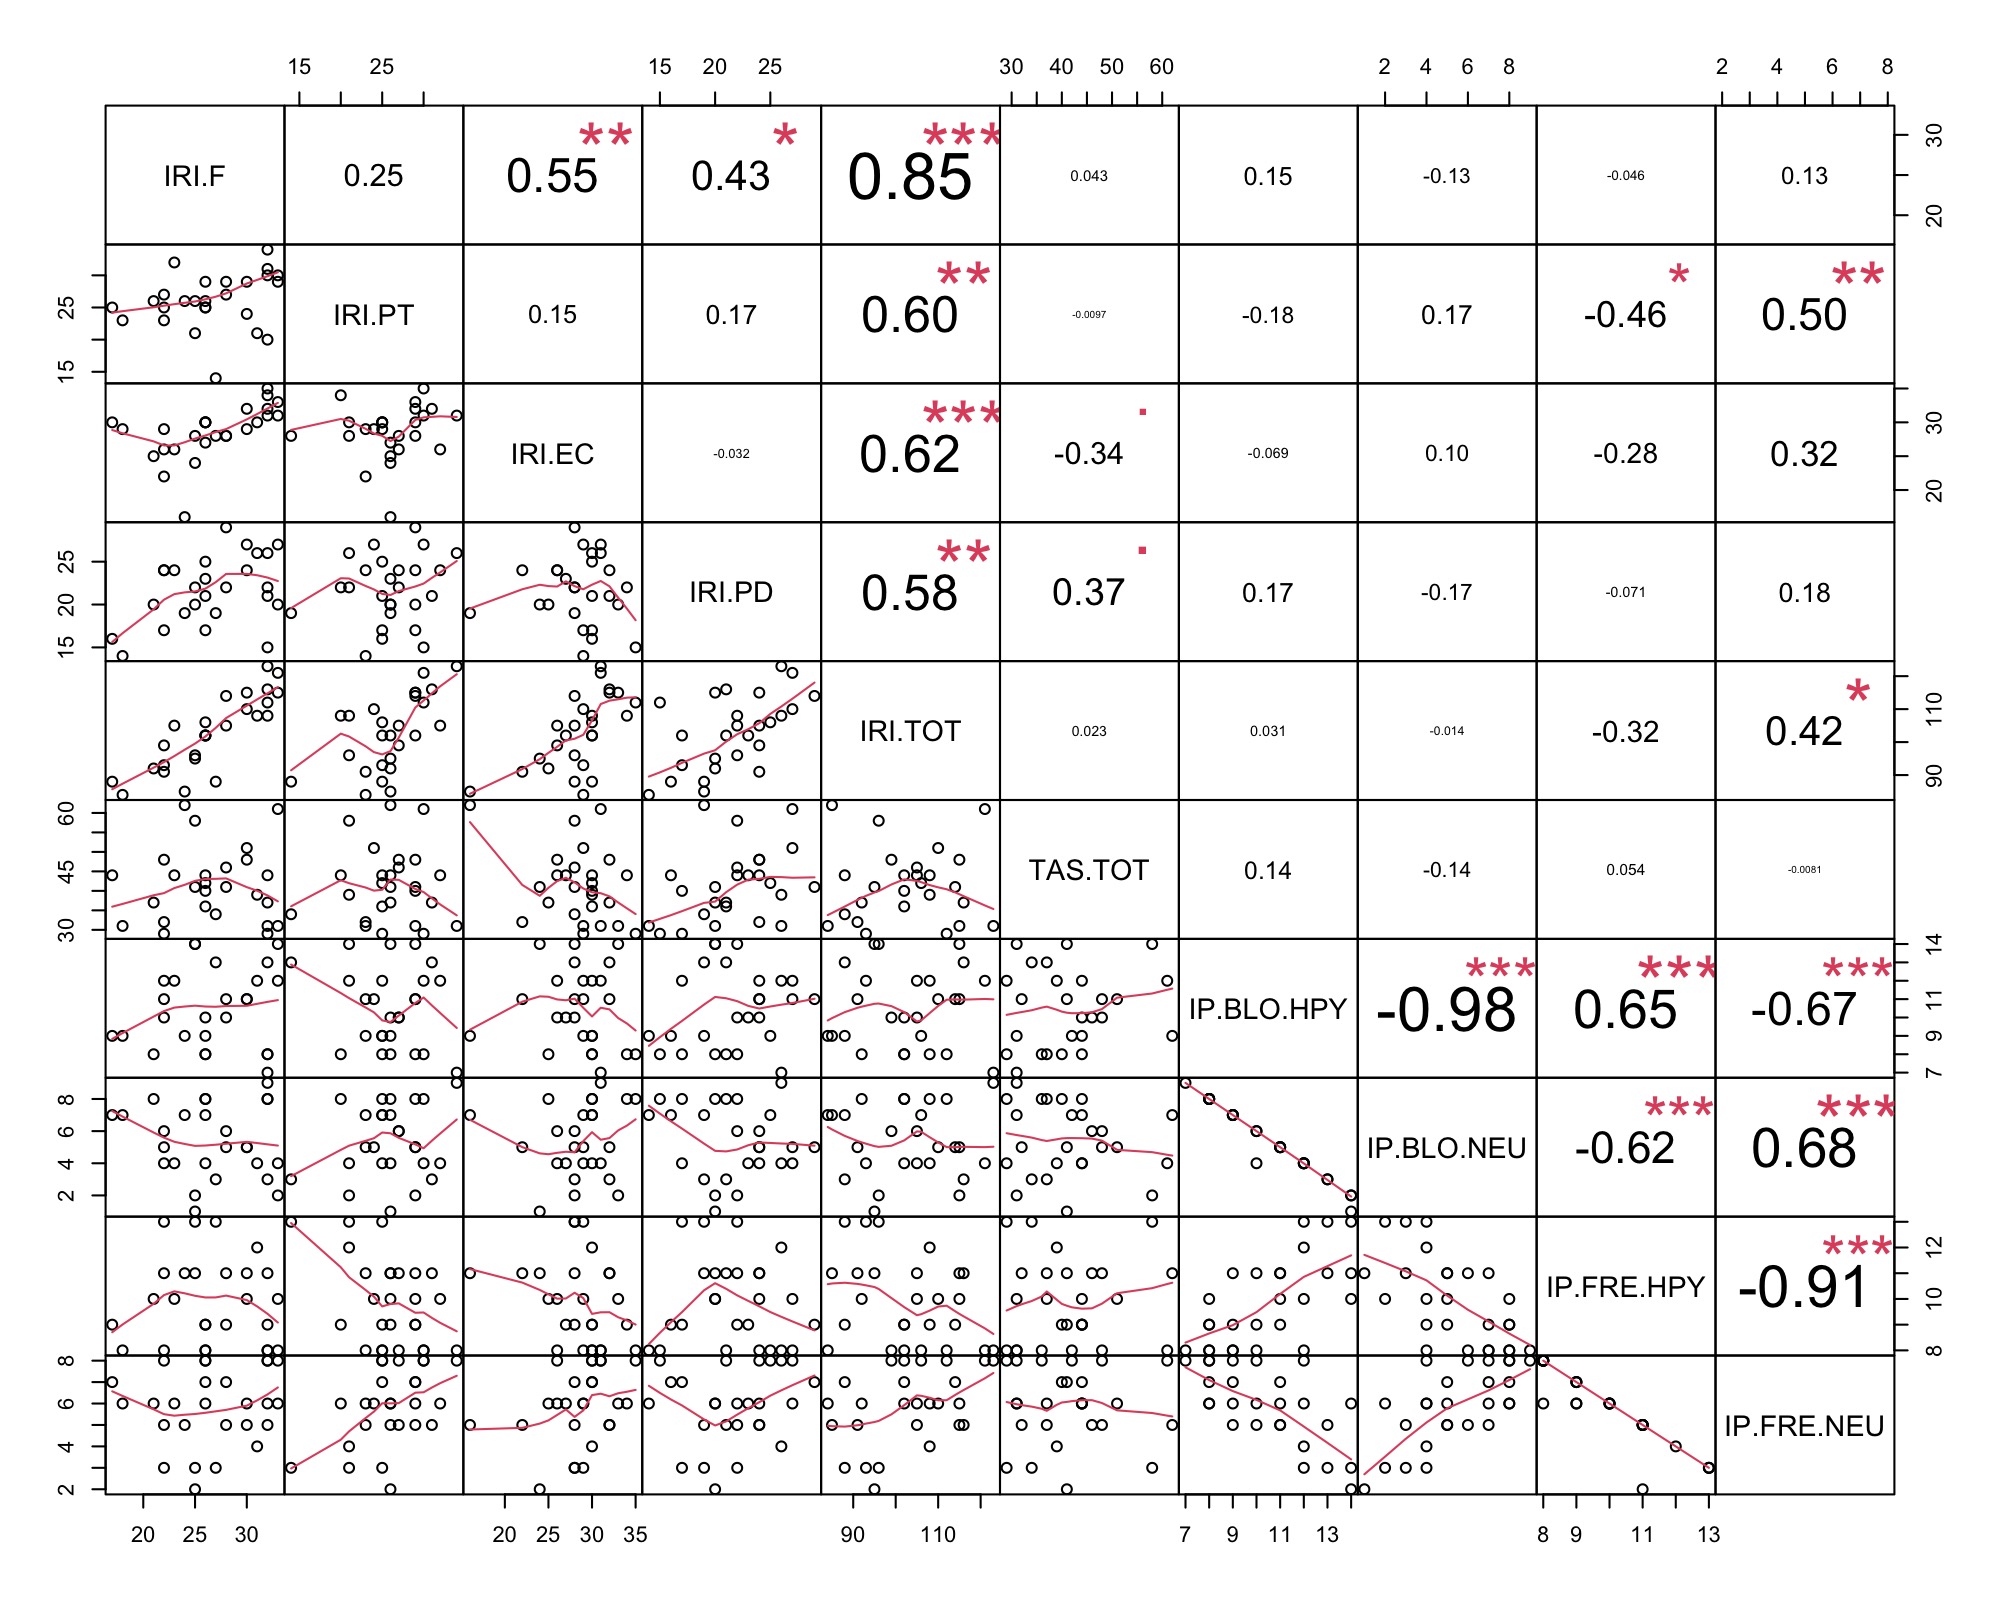 15 25 15 20 25 30 40 50 60 2 4 6 8 2 4 6 8
** * ***
IRI.F 0.25 0.55 0.43 0.85 0.043 0.15 -0.13 -0.046 0.13
20 30
** * **
15 25
IRI.PT 0.15 0.17 0.60 -0.0097 -0.18 0.17 -0.46 0.50
*** .
IRI.EC -0.032 0.62 -0.34 -0.069 0.10 -0.28 0.32
20 30
** .
15 20 25
IRI.PD 0.58 0.37 0.17 -0.17 -0.071 0.18
*
IRI.TOT 0.023 0.031 -0.014 -0.32 0.42
90 110
30 45 60
TAS.TOT 0.14 -0.14 0.054 -0.0081
*** *** ***
IP.BLO.HPY -0.98 0.65 -0.67
7 9 11 14
*** ***
2 4 6 8
IP.BLO.NEU -0.62 0.68
***
IP.FRE.HPY -0.91
8 10 12
2 4 6 8
IP.FRE.NEU
20 25 30 20 25 30 35 90 110 7 9 11 13 8 9 11 13